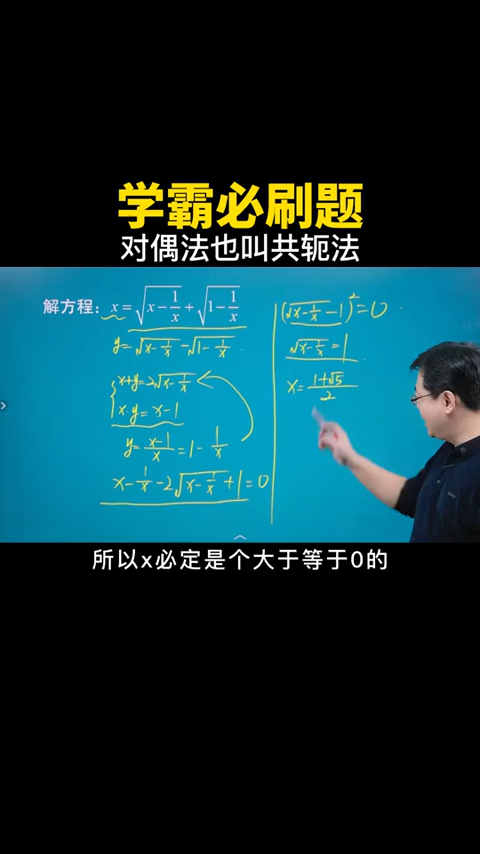 学霸必刷题
对偶法也叫共轭法
解方程：x=√(x-1/x)+√(1-1/x)
y=√(x-1/x)-√(1-1/x).
{x+y=2√(x-1/x)
x·y=x-1
y=(x-1)/x=1-1/x
x-1/x-2√(x-1/x)+1=0
(√(x-1/x)-1)²=0
√(x-1/x)=1
x=(1+√5)/2
所以x必定是个大于等于0的